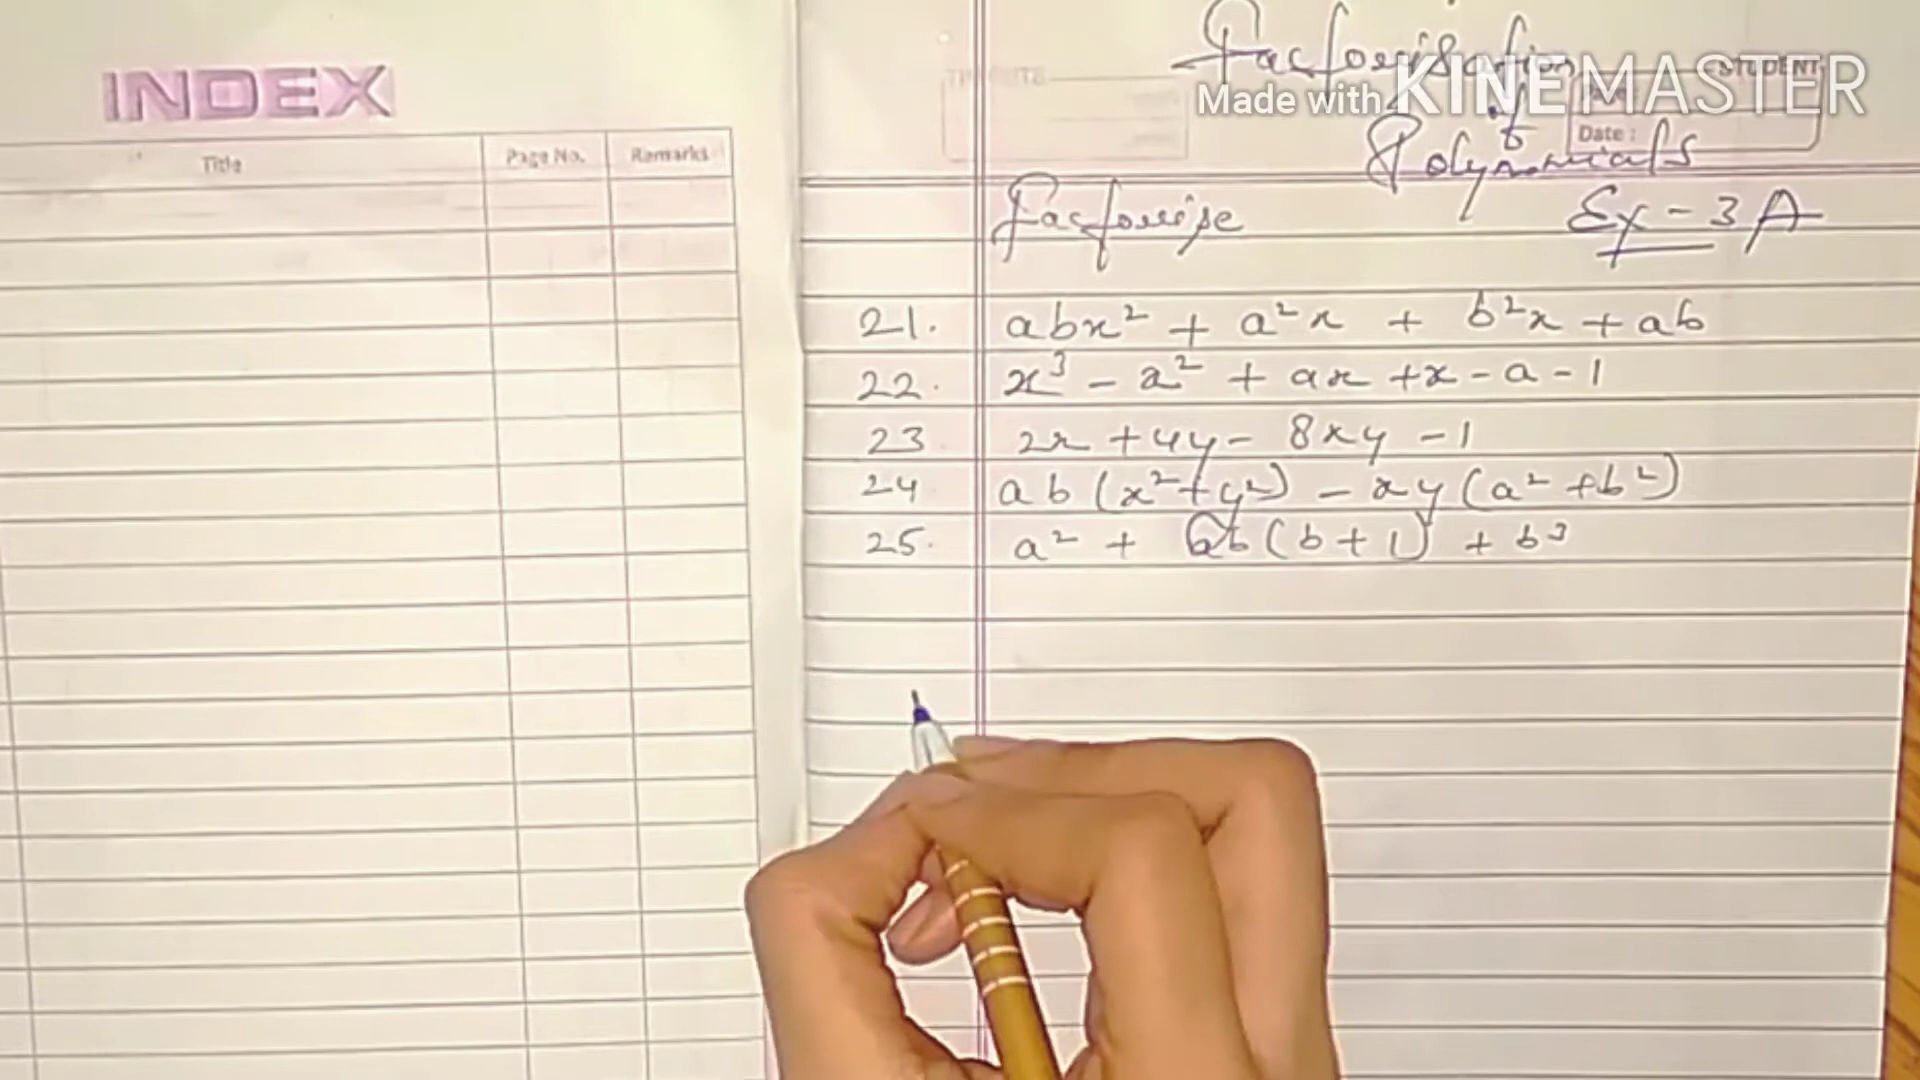 INDEX
Title Page No. Remarks
Factorisation
of
Polynomials
STUDENT
Made with KINEMASTER
Date :
Factorise Ex - 3A
21. abx² + a²x + b²x + ab
22. x³ - x² + ax + x - a - 1
23 2x + 4y - 8xy - 1
24 ab (x² + y²) - xy (a² + b²)
25. a² + ab (b + 1) + b³